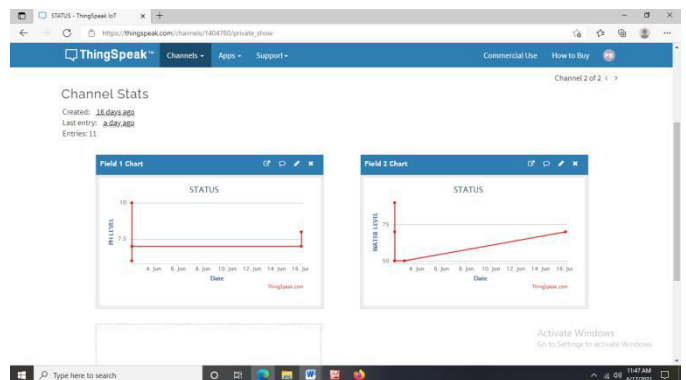 STATUS - ThingSpeak IoT
https://thingspeak.com/channels/1404780/private_show
ThingSpeak™ Channels Apps Support Commercial Use How to Buy
Channel 2 of 2 < >
Channel Stats
Created: 16 days ago
Last entry: a day ago
Entries: 11
Field 1 Chart
STATUS
PH LEVEL
10
7.5
4. Jun 6. Jun 8. Jun 10. Jun 12. Jun 14. Jun 16. Jun
Date
ThingSpeak.com
Field 2 Chart
STATUS
WATER LEVEL
75
50
4. Jun 6. Jun 8. Jun 10. Jun 12. Jun 14. Jun 16. Jun
Date
ThingSpeak.com
Activate Windows
Go to Settings to activate Windows.
Type here to search
11:47 AM
6/17/2021